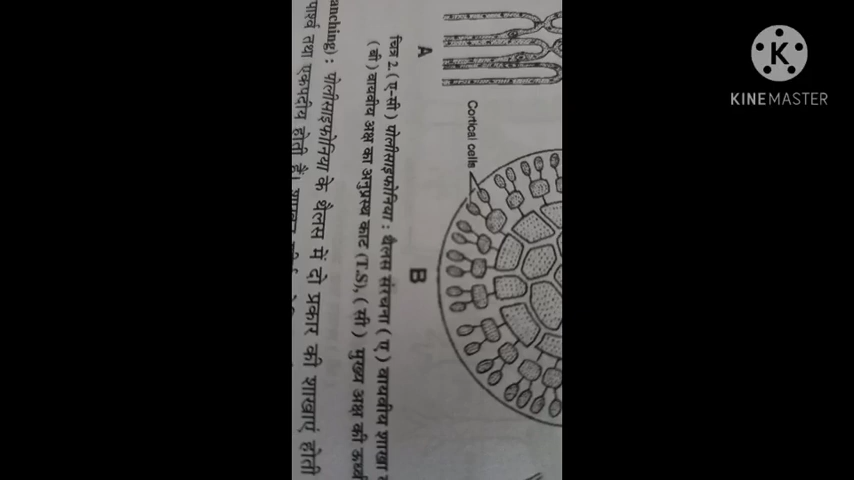 K
KINEMASTER
A
B
Cortical cells
चित्र 2. (ए-सी) पोलीसाइफोनिया : थैलस संरचना (ए) वायवीय शाखा
(बी) वायवीय अक्ष का अनुप्रस्थ काट (T.S), (सी) मुख्य अक्ष की
anching) : पोलीसाइफोनिया के थैलस में दो प्रकार की शाखाएं होती
पार्श्व तथा एकपदीय होती हैं।